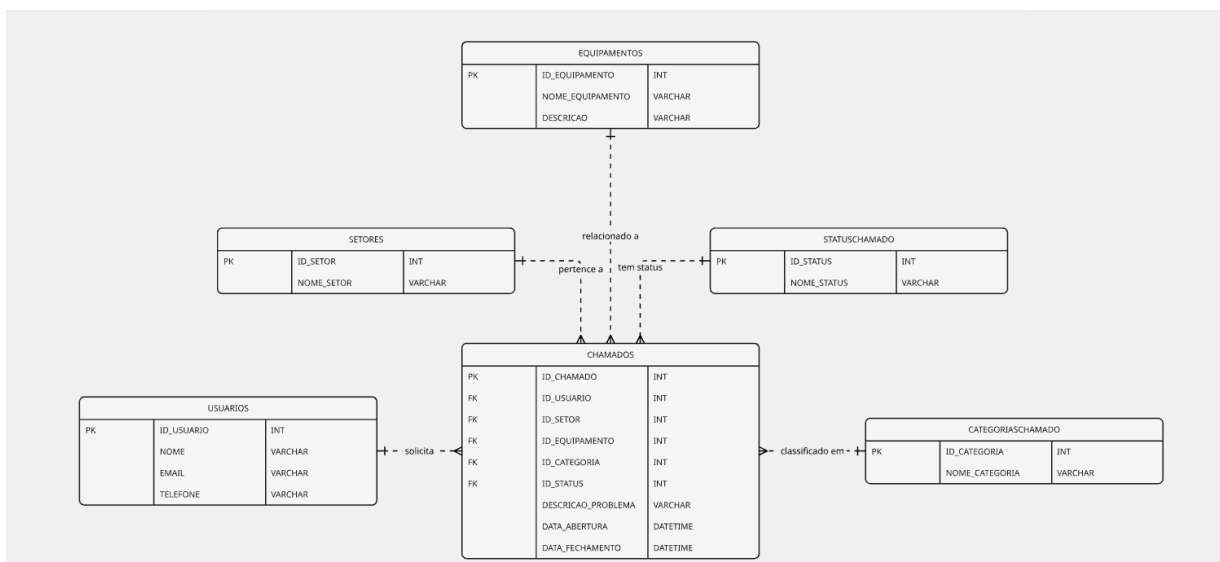 EQUIPAMENTOS
PK ID_EQUIPAMENTO INT
NOME_EQUIPAMENTO VARCHAR
DESCRICAO VARCHAR
relacionado a
SETORES
PK ID_SETOR INT
NOME_SETOR VARCHAR
pertence a
tem status
STATUSCHAMADO
PK ID_STATUS INT
NOME_STATUS VARCHAR
CHAMADOS
PK ID_CHAMADO INT
FK ID_USUARIO INT
FK ID_SETOR INT
FK ID_EQUIPAMENTO INT
FK ID_CATEGORIA INT
FK ID_STATUS INT
DESCRICAO_PROBLEMA VARCHAR
DATA_ABERTURA DATETIME
DATA_FECHAMENTO DATETIME
USUARIOS
PK ID_USUARIO INT
NOME VARCHAR
EMAIL VARCHAR
TELEFONE VARCHAR
solicita
classificado em
CATEGORIASCHAMADO
PK ID_CATEGORIA INT
NOME_CATEGORIA VARCHAR